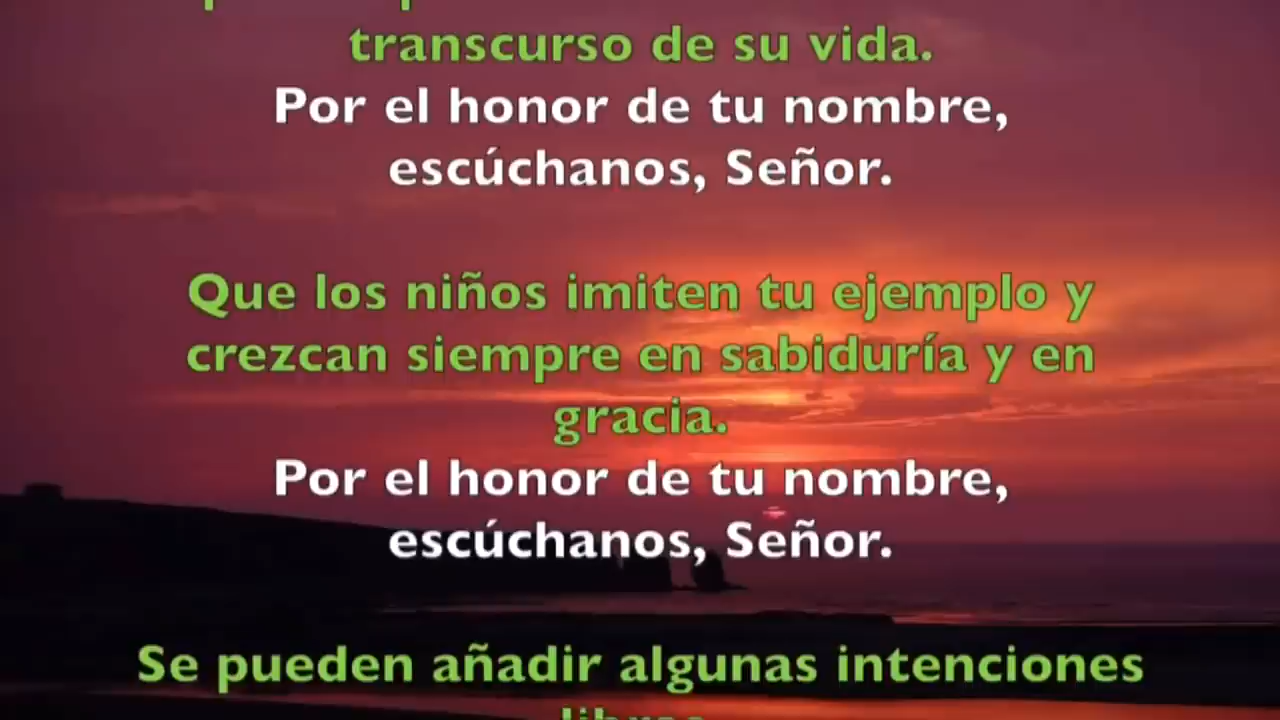 transcurso de su vida.
Por el honor de tu nombre,
escúchanos, Señor.
Que los niños imiten tu ejemplo y
crezcan siempre en sabiduría y en
gracia.
Por el honor de tu nombre,
escúchanos, Señor.
Se pueden añadir algunas intenciones
libres